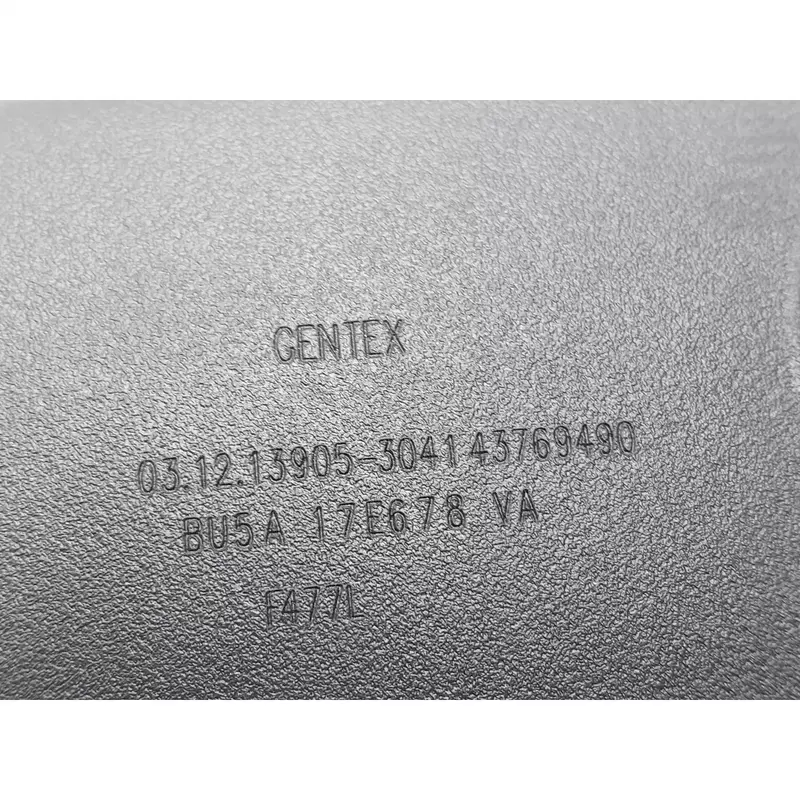 GENTEX
03.12.13905-304143769490
BU5A 17E678 VA
F477L